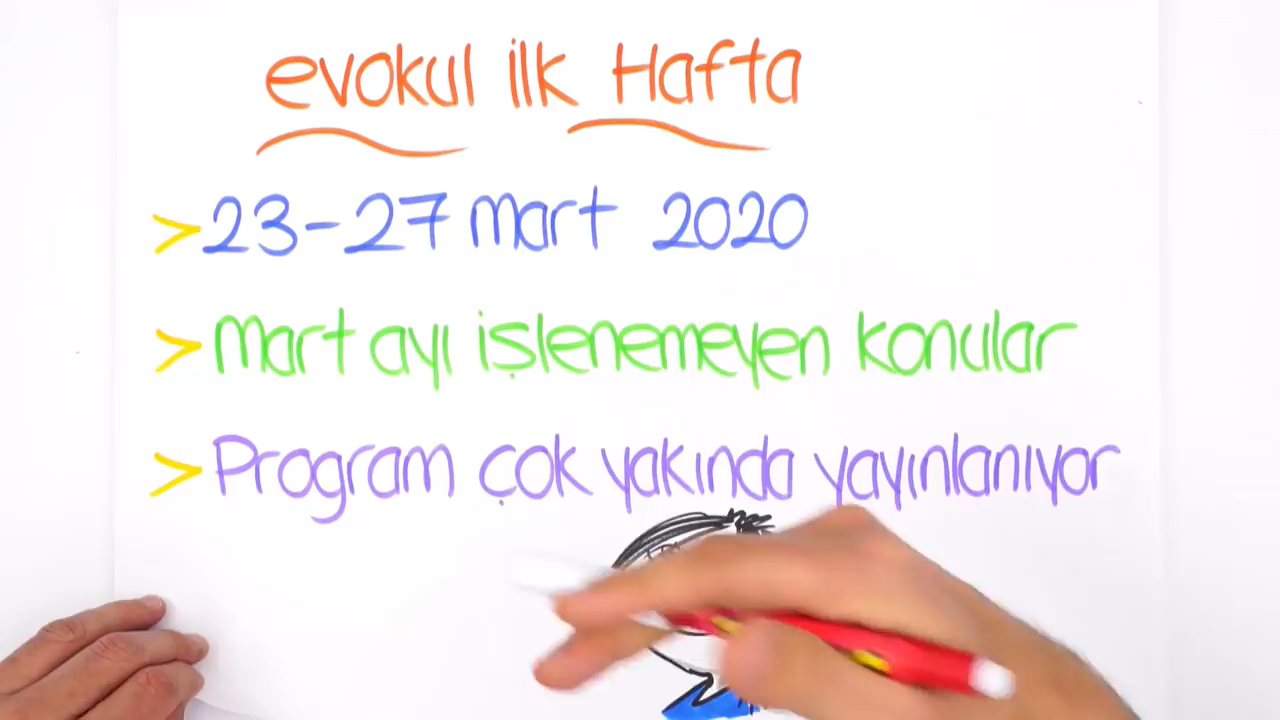 evokul ilk Hafta
> 23-27 Mart 2020
> Mart ayı işlenemeyen konular
> Program çok yakında yayınlanıyor